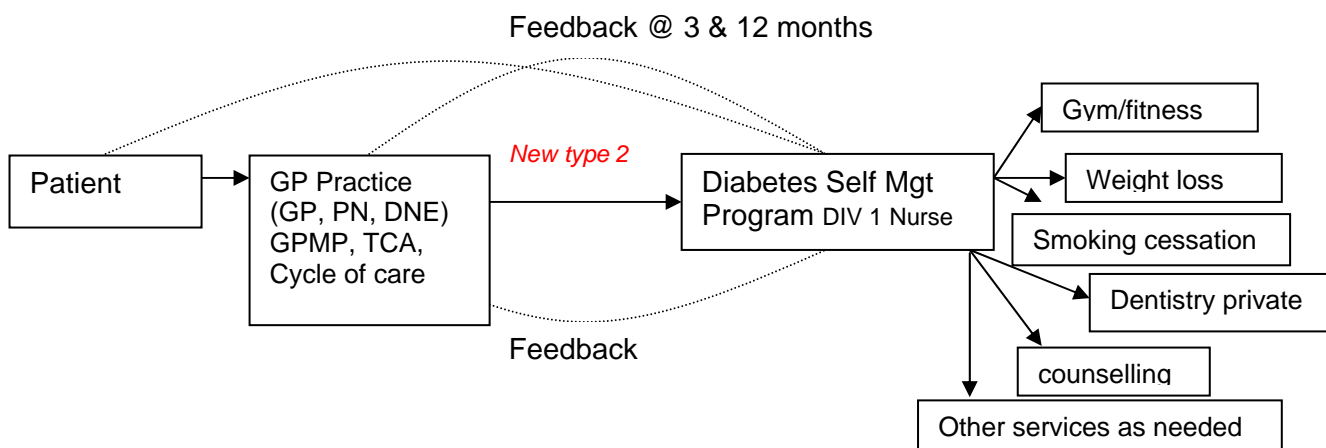 Feedback @ 3 & 12 months
Patient
GP Practice
(GP, PN, DNE)
GPMP, TCA,
Cycle of care
New type 2
Diabetes Self Mgt
Program DIV 1 Nurse
Gym/fitness
Weight loss
Smoking cessation
Dentistry private
counselling
Other services as needed
Feedback